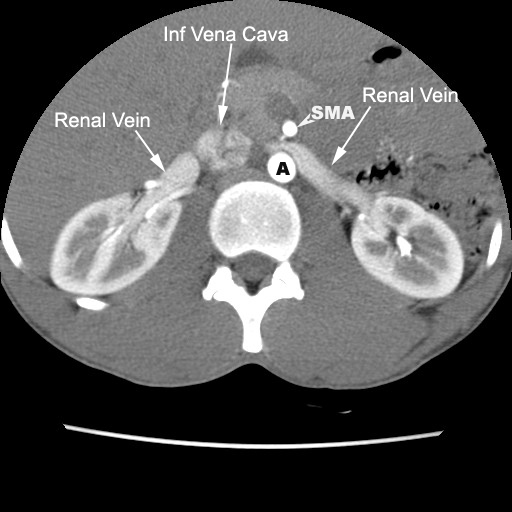 Inf Vena Cava
Renal Vein
SMA
Renal Vein
A